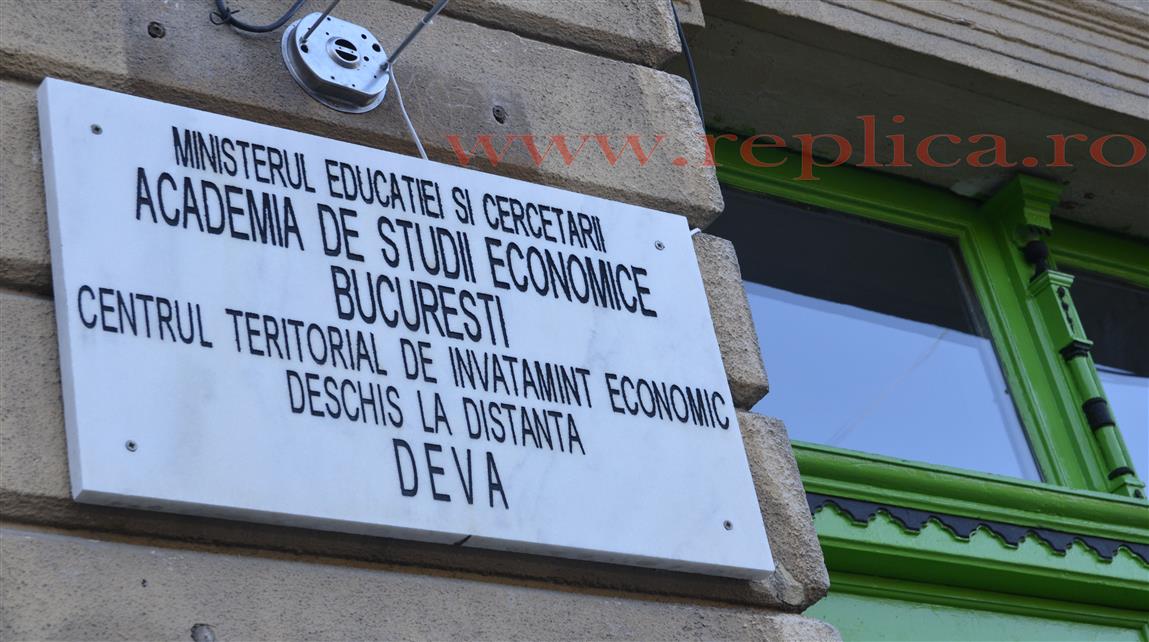 www.replica.ro
MINISTERUL EDUCATIEI SI CERCETARII
ACADEMIA DE STUDII ECONOMICE
BUCURESTI
CENTRUL TERITORIAL DE INVATAMINT ECONOMIC
DESCHIS LA DISTANTA
DEVA